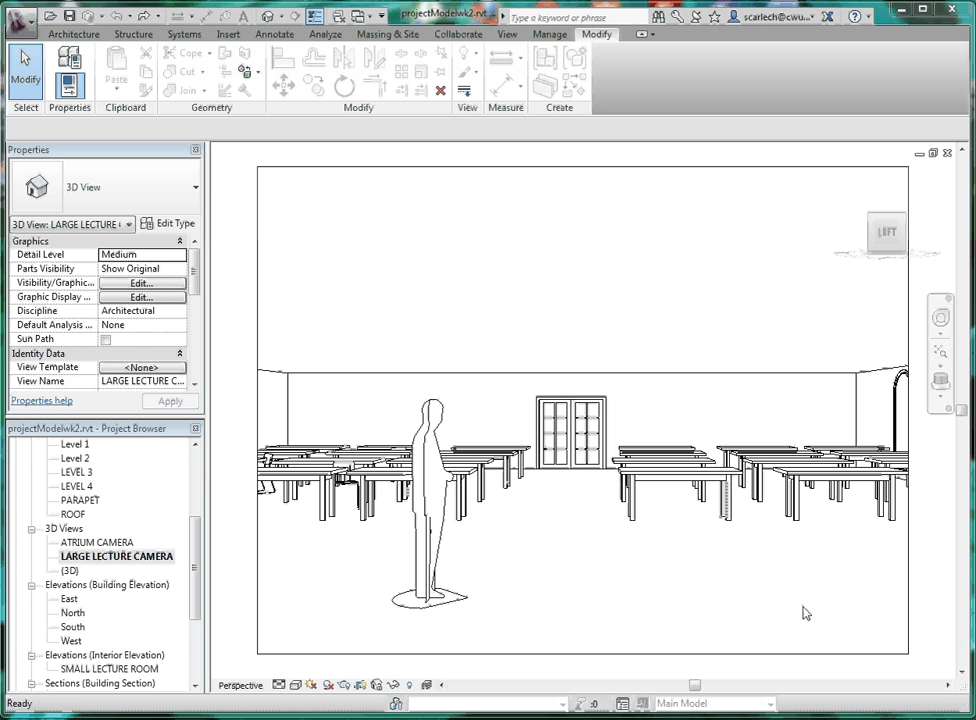 projectModelwk2.rvt -
Type a keyword or phrase
scarlech@cwu...
Architecture Structure Systems Insert Annotate Analyze Massing & Site Collaborate View Manage Modify
Modify
Paste
Cope
Cut
Join
Select Properties Clipboard Geometry Modify View Measure Create
Properties
3D View
3D View: LARGE LECTURE Edit Type
Graphics
Detail Level Medium
Parts Visibility Show Original
Visibility/Graphic... Edit...
Graphic Display ... Edit...
Discipline Architectural
Default Analysis ... None
Sun Path
Identity Data
View Template <None>
View Name LARGE LECTURE C...
Properties help Apply
projectModelwk2.rvt - Project Browser
Level 1
Level 2
LEVEL 3
LEVEL 4
PARAPET
ROOF
3D Views
ATRIUM CAMERA
LARGE LECTURE CAMERA
{3D}
Elevations (Building Elevation)
East
North
South
West
Elevations (Interior Elevation)
SMALL LECTURE ROOM
Sections (Building Section)
LEFT
Perspective
Ready
:0
Main Model